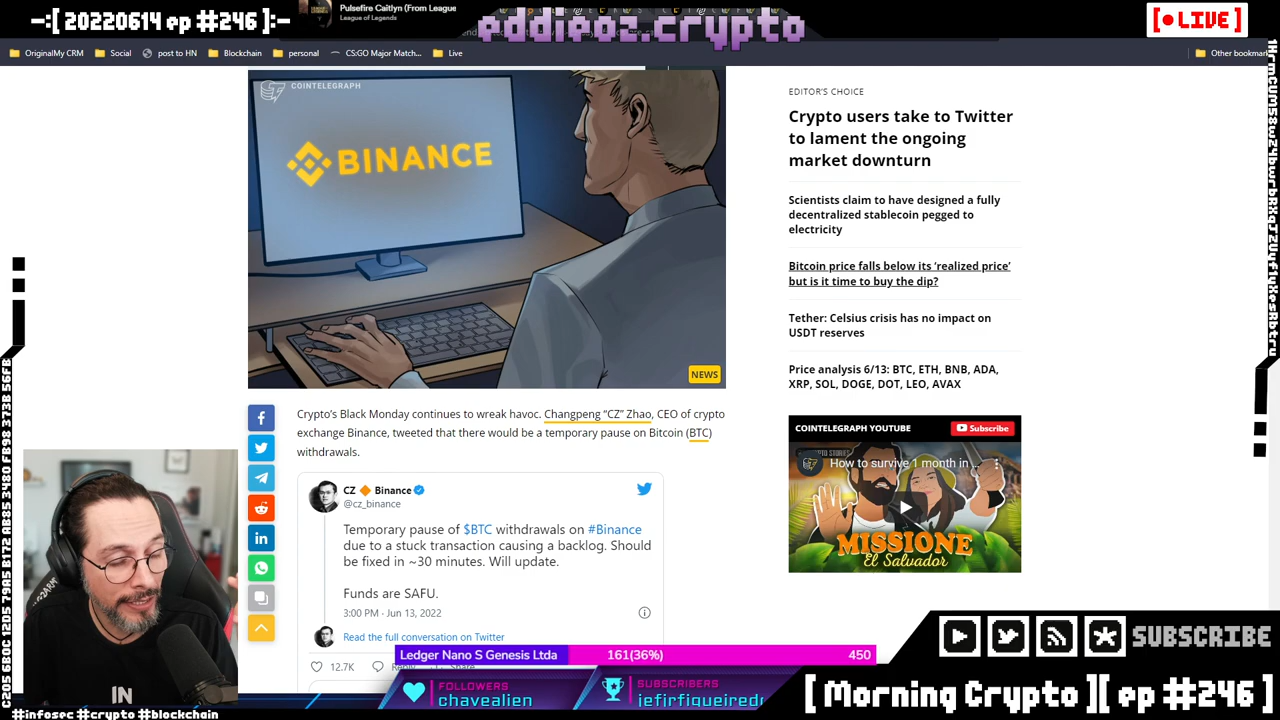 -:[ 20220614 ep #246 ]:-
Pulsefire Caitlyn (From League
League of Legends
eddieoz.crypto
[ ● LIVE ]
OriginalMy CRM
Social
post to HN
Blockchain
personal
CS:GO Major Match...
Live
Other bookmar
COINTELEGRAPH
BINANCE
NEWS
EDITOR'S CHOICE
Crypto users take to Twitter
to lament the ongoing
market downturn
Scientists claim to have designed a fully
decentralized stablecoin pegged to
electricity
Bitcoin price falls below its ‘realized price’
but is it time to buy the dip?
Tether: Celsius crisis has no impact on
USDT reserves
Price analysis 6/13: BTC, ETH, BNB, ADA,
XRP, SOL, DOGE, DOT, LEO, AVAX
COINTELEGRAPH YOUTUBE
Subscribe
How to survive 1 month in ...
MISSIONE
El Salvador
Crypto’s Black Monday continues to wreak havoc. Changpeng “CZ” Zhao, CEO of crypto
exchange Binance, tweeted that there would be a temporary pause on Bitcoin (BTC)
withdrawals.
CZ 🔶 Binance
@cz_binance
Temporary pause of $BTC withdrawals on #Binance
due to a stuck transaction causing a backlog. Should
be fixed in ~30 minutes. Will update.
Funds are SAFU.
3:00 PM · Jun 13, 2022
Read the full conversation on Twitter
12.7K
Reply
Ledger Nano S Genesis Ltda
161(36%)
450
FOLLOWERS
chavealien
SUBSCRIBERS
SUBSCRIBE
IN
[ Morning Crypto ][ ep #246 ]
#infosec #crypto #blockchain